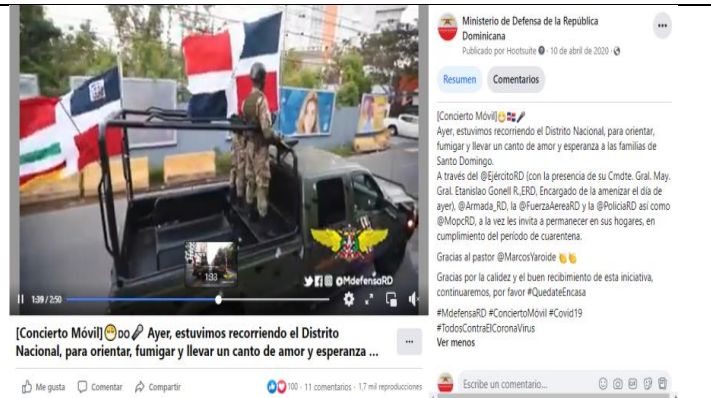 Ministerio de Defensa de la República
Dominicana
Publicado por Hootsuite · 10 de abril de 2020 ·
Resumen
Comentarios
[Concierto Móvil]😷🇩🇴🎤
Ayer, estuvimos recorriendo el Distrito Nacional, para orientar,
fumigar y llevar un canto de amor y esperanza a las familias de
Santo Domingo.
A través del @EjércitoRD (con la presencia de su Cmdte. Gral. May.
Gral. Etanislao Gonell R.,ERD, Encargado de la amenizar el día de
ayer), @Armada_RD, la @FuerzaAereaRD y la @PoliciaRD así como
@MopcRD, a la vez les invita a permanecer en sus hogares, en
cumplimiento del período de cuarentena.
Gracias al pastor @MarcosYaroide 👏👏
Gracias por la calidez y el buen recibimiento de esta iniciativa,
continuaremos, por favor #QuedateEncasa
#MdefensaRD #ConciertoMóvil #Covid19
#TodosContraElCoronaVirus
Ver menos
Escribe un comentario...
1:33
@MdefensaRD
1:39 / 2:50
[Concierto Móvil]😷DO🎤 Ayer, estuvimos recorriendo el Distrito
Nacional, para orientar, fumigar y llevar un canto de amor y esperanza ...
Me gusta
Comentar
Compartir
100 · 11 comentarios · 1,7 mil reproducciones